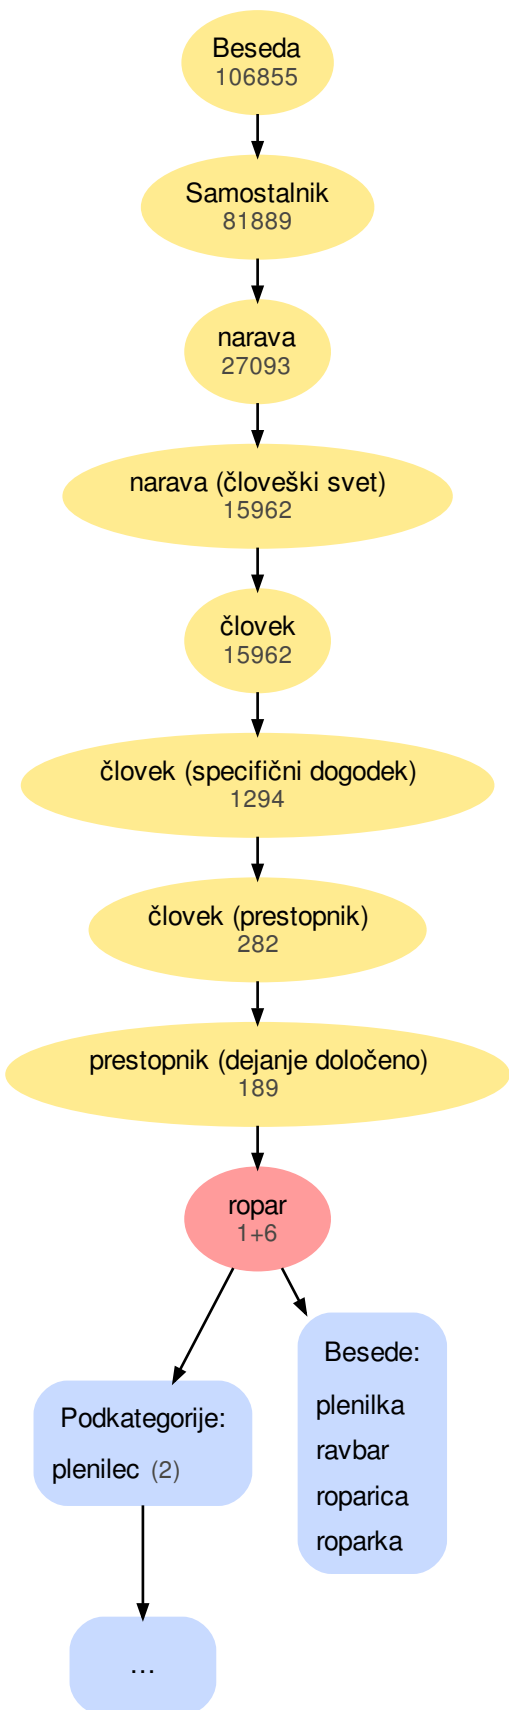 Beseda
106855
Samostalnik
81889
narava
27093
narava (človeški svet)
15962
človek
15962
človek (specifični dogodek)
1294
človek (prestopnik)
282
prestopnik (dejanje določeno)
189
ropar
1+6
Besede:
plenilka
ravbar
roparica
roparka
Podkategorije:
plenilec (2)
...